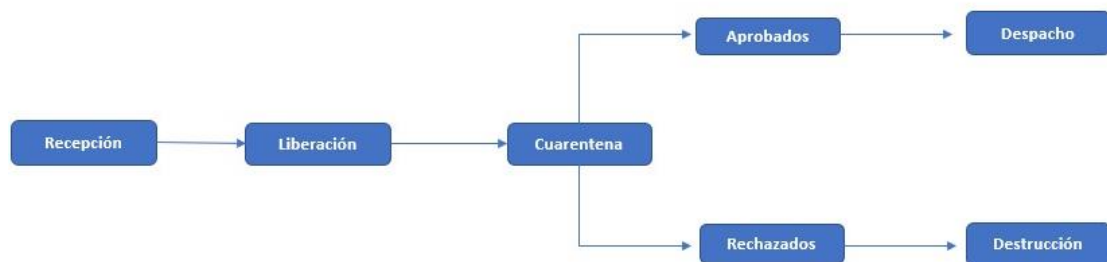 Aprobados
Despacho
Recepción
Liberación
Cuarentena
Rechazados
Destrucción